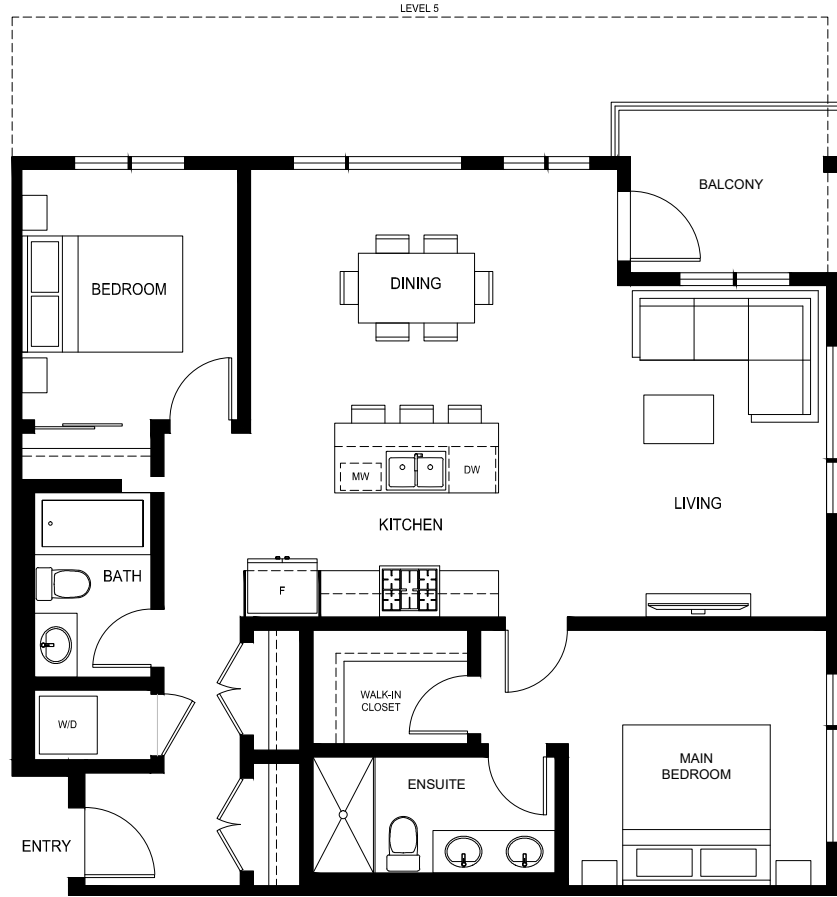 LEVEL 5
BALCONY
BEDROOM
DINING
MW
DW
LIVING
KITCHEN
BATH
F
WALK-IN
CLOSET
W/D
MAIN
BEDROOM
ENSUITE
ENTRY